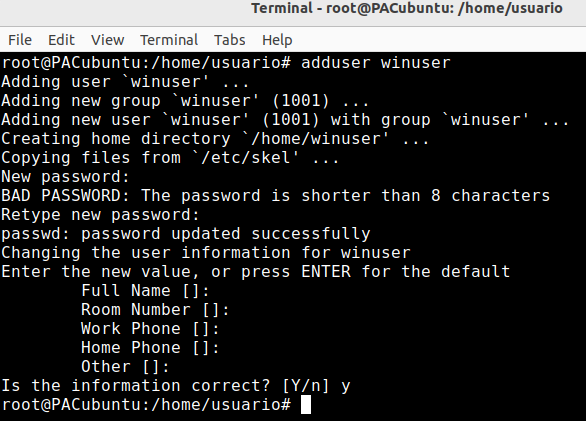 Terminal - root@PACubuntu: /home/usuario
File Edit View Terminal Tabs Help
root@PACubuntu:/home/usuario# adduser winuser
Adding user `winuser' ...
Adding new group `winuser' (1001) ...
Adding new user `winuser' (1001) with group `winuser' ...
Creating home directory `/home/winuser' ...
Copying files from `/etc/skel' ...
New password:
BAD PASSWORD: The password is shorter than 8 characters
Retype new password:
passwd: password updated successfully
Changing the user information for winuser
Enter the new value, or press ENTER for the default
        Full Name []:
        Room Number []:
        Work Phone []:
        Home Phone []:
        Other []:
Is the information correct? [Y/n] y
root@PACubuntu:/home/usuario#